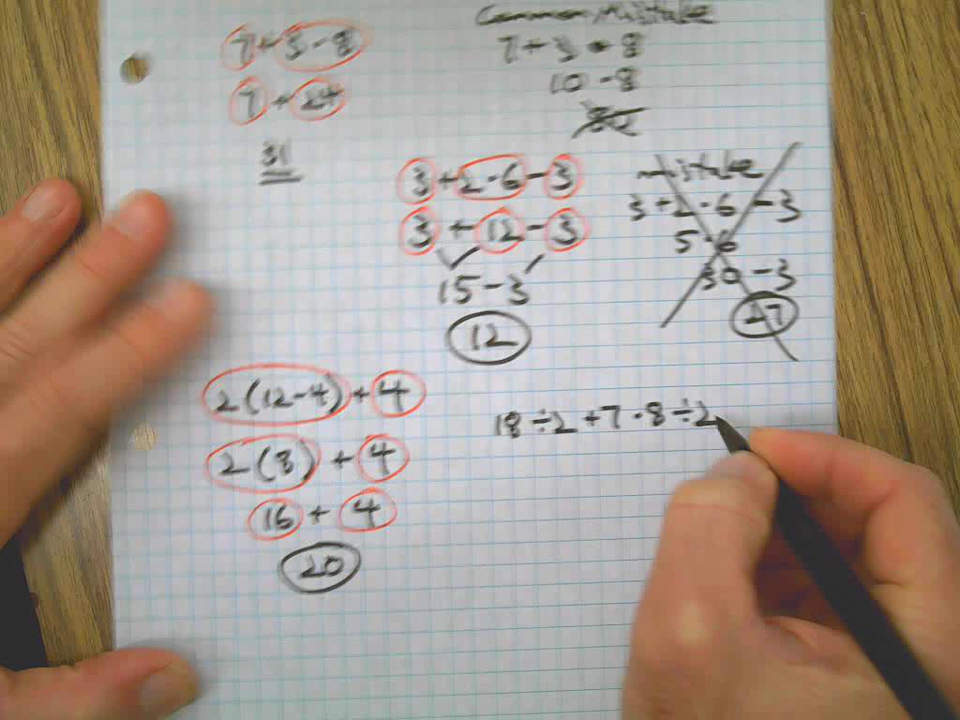 7+3·8
7 + 24
31
Common Mistake
7 + 3 · 8
10 · 8
3+2·6-3
3 + 12 - 3
15 - 3
12
mistake
3 + 2 · 6 - 3
5 · 6
30 - 3
27
2(12-4)+4
2(8) + 4
16 + 4
20
18 ÷2 +7 · 8 ÷2